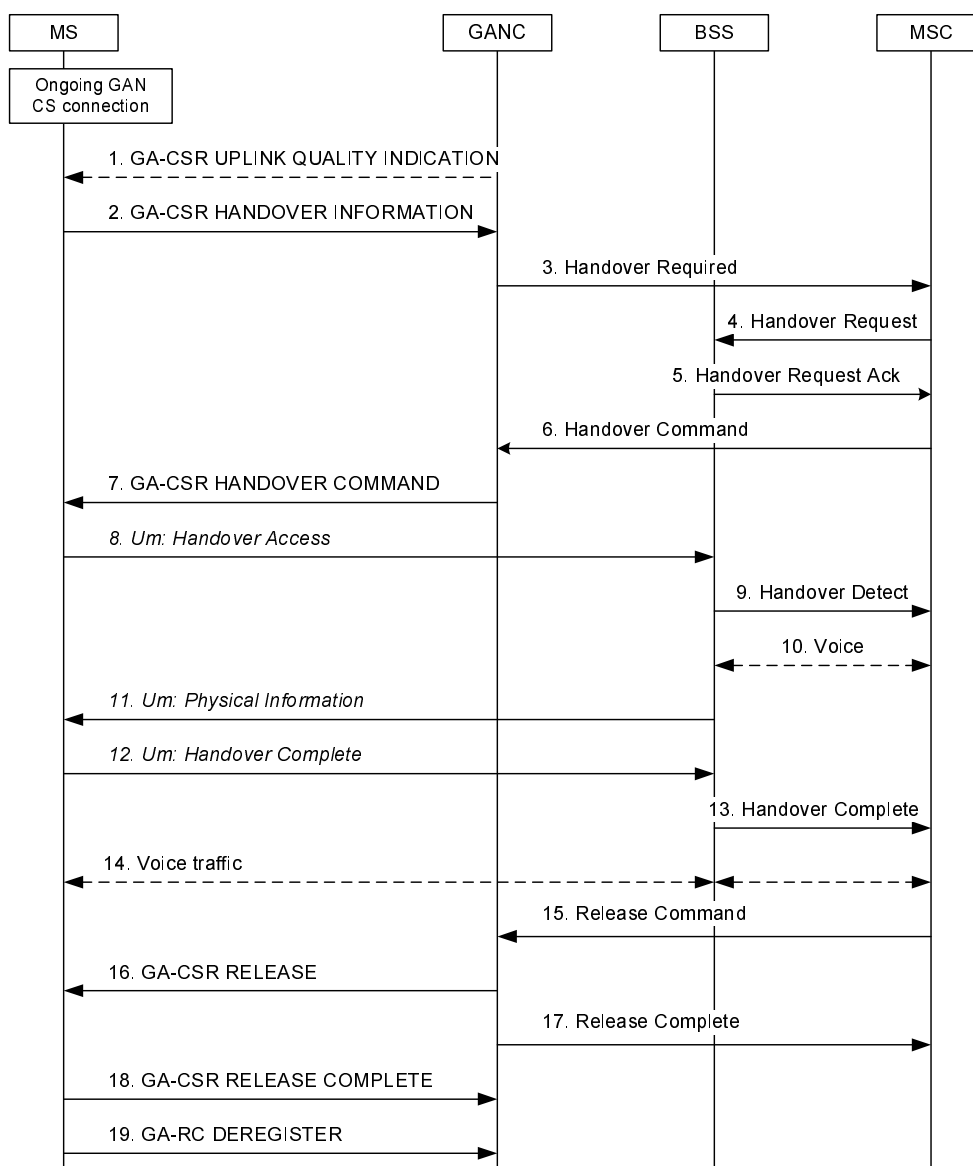 MS
GANC
BSS
MSC
Ongoing GAN
CS connection
1. GA-CSR UPLINK QUALITY INDICATION
2. GA-CSR HANDOVER INFORMATION
3. Handover Required
4. Handover Request
5. Handover Request Ack
6. Handover Command
7. GA-CSR HANDOVER COMMAND
8. Um: Handover Access
9. Handover Detect
10. Voice
11. Um: Physical Information
12. Um: Handover Complete
13. Handover Complete
14. Voice traffic
15. Release Command
16. GA-CSR RELEASE
17. Release Complete
18. GA-CSR RELEASE COMPLETE
19. GA-RC DEREGISTER